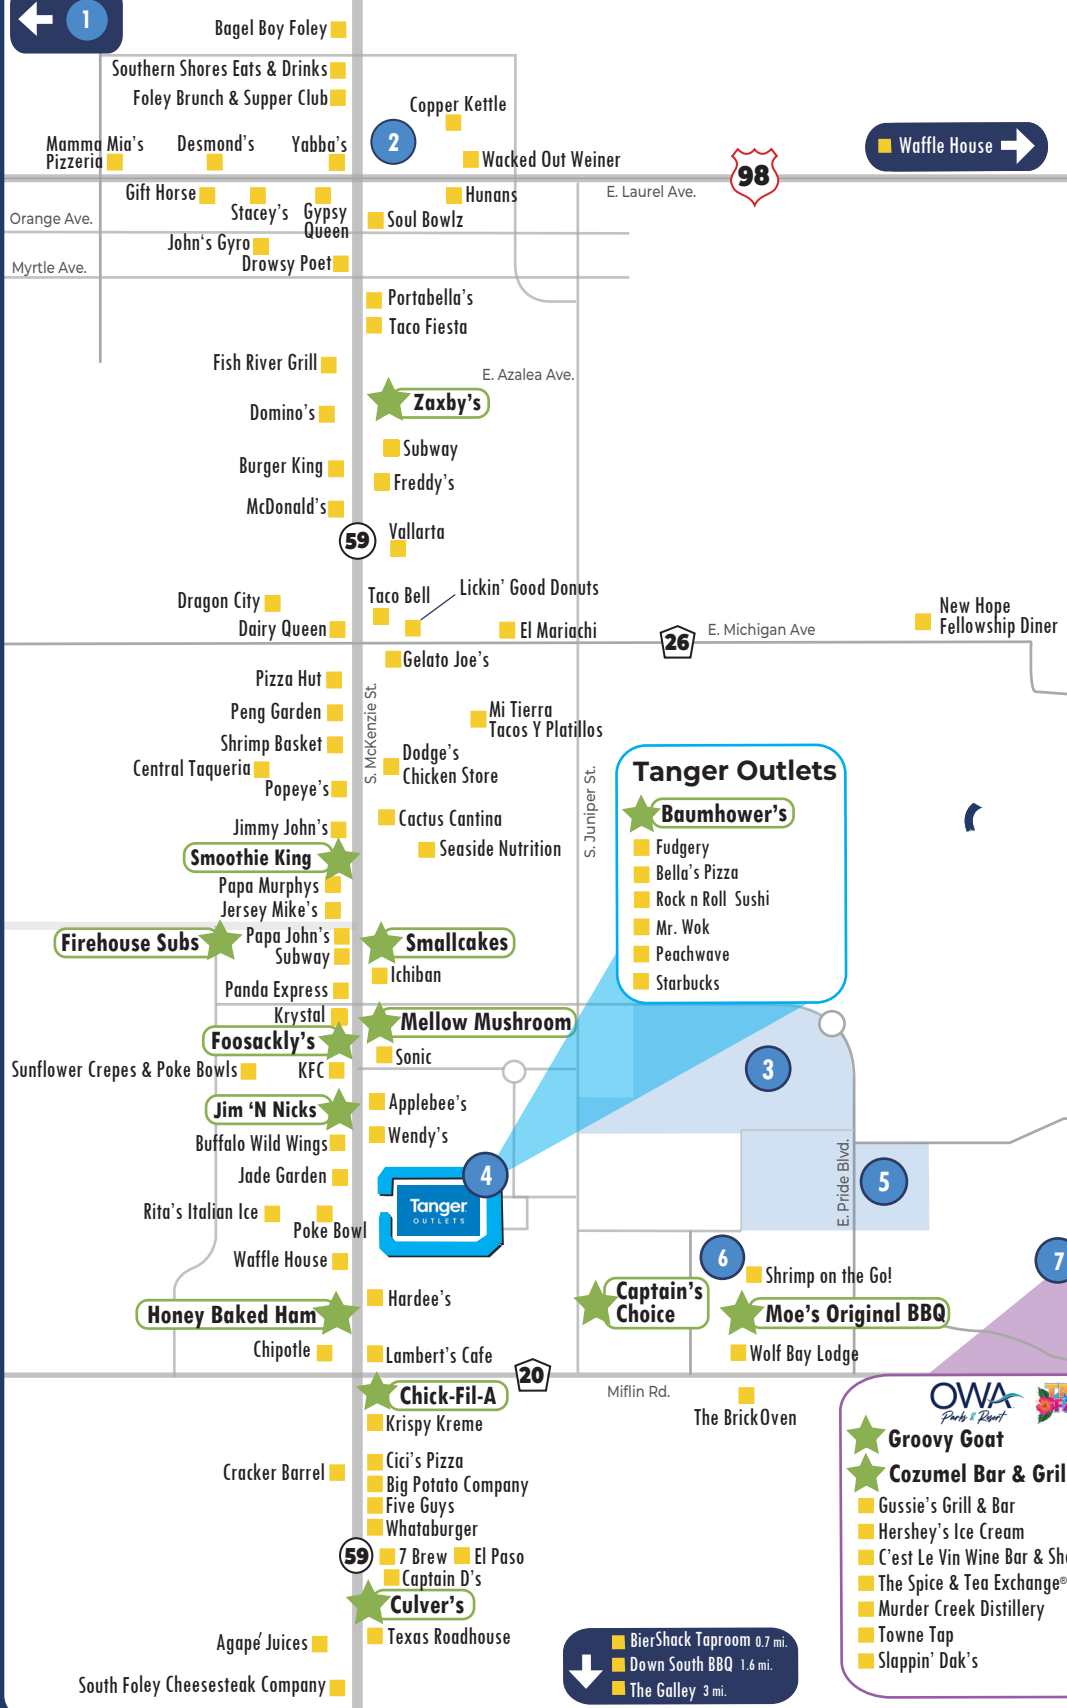 1
Bagel Boy Foley
Southern Shores Eats & Drinks
Foley Brunch & Supper Club
Copper Kettle
Mamma Mia's
Pizzeria
Desmond's
Yabba's
2
Wacked Out Weiner
98
Waffle House
Gift Horse
Stacey's
Gypsy
Queen
Hunans
E. Laurel Ave.
Orange Ave.
Soul Bowlz
John's Gyro
Drowsy Poet
Myrtle Ave.
Portabella's
Taco Fiesta
Fish River Grill
E. Azalea Ave.
Zaxby's
Domino's
Subway
Burger King
Freddy's
McDonald's
59
Vallarta
Dragon City
Taco Bell
Lickin' Good Donuts
Dairy Queen
El Mariachi
26
E. Michigan Ave
New Hope
Fellowship Diner
Gelato Joe's
Pizza Hut
S. McKenzie St.
Peng Garden
Mi Tierra
Tacos Y Platillos
Shrimp Basket
Central Taqueria
Dodge's
Chicken Store
Popeye's
Cactus Cantina
Jimmy John's
Seaside Nutrition
S. Juniper St.
Smoothie King
Papa Murphys
Jersey Mike's
Tanger Outlets
Baumhower's
Fudgery
Bella's Pizza
Rock n Roll Sushi
Mr. Wok
Peachwave
Starbucks
Firehouse Subs
Papa John's
Subway
Smallcakes
Ichiban
Panda Express
Krystal
Mellow Mushroom
Foosackly's
Sonic
Sunflower Crepes & Poke Bowls
KFC
3
Jim 'N Nicks
Applebee's
Buffalo Wild Wings
Wendy's
Jade Garden
4
Tanger
OUTLETS
5
E. Pride Blvd.
Rita's Italian Ice
Poke Bowl
Waffle House
6
7
Shrimp on the Go!
Honey Baked Ham
Hardee's
Captain's
Choice
Moe's Original BBQ
Chipotle
Lambert's Cafe
Wolf Bay Lodge
20
Miflin Rd.
Chick-Fil-A
Krispy Kreme
The BrickOven
Cracker Barrel
Cici's Pizza
Big Potato Company
Five Guys
Whataburger
59
7 Brew
El Paso
Captain D's
Culver's
Agape' Juices
Texas Roadhouse
South Foley Cheesesteak Company
BierShack Taproom 0.7 mi.
Down South BBQ 1.6 mi.
The Galley 3 mi.
OWA
Parks & Resort
Groovy Goat
Cozumel Bar & Gril
Gussie's Grill & Bar
Hershey's Ice Cream
C'est Le Vin Wine Bar &
The Spice & Tea Exchange®
Murder Creek Distillery
Towne Tap
Slappin' Dak's